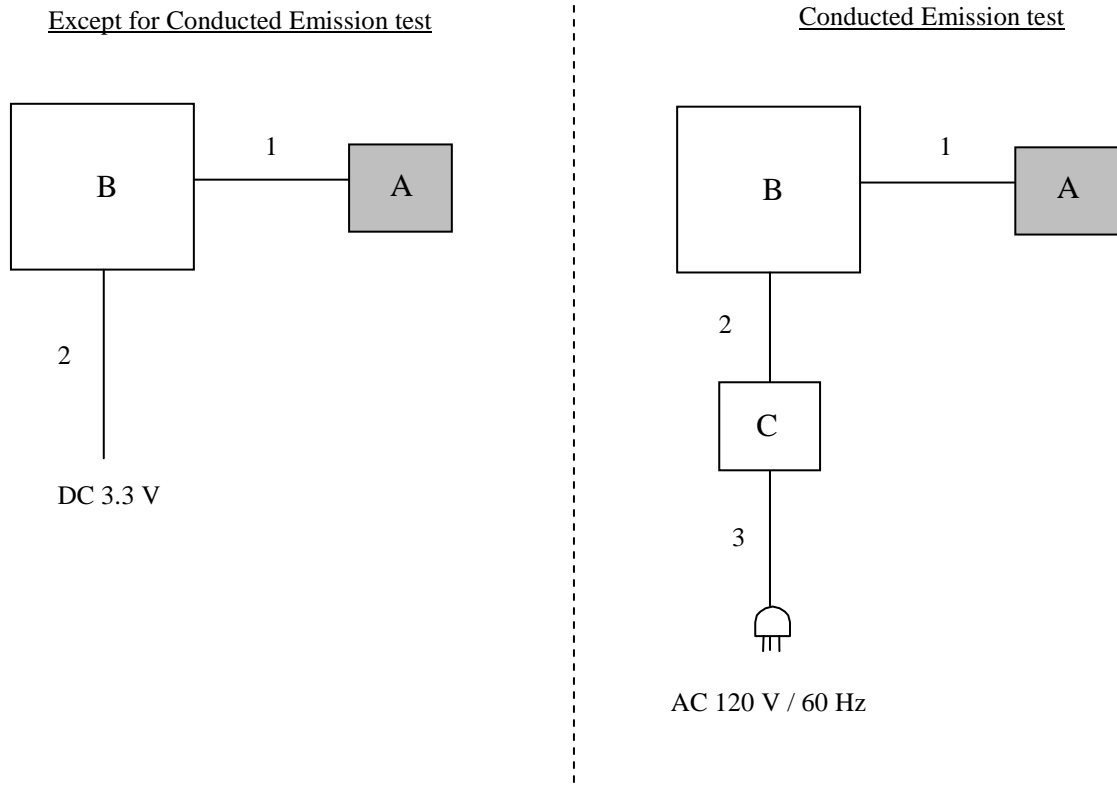 Except for Conducted Emission test
B
1
A
2
DC 3.3 V
Conducted Emission test
B
1
A
2
C
3
AC 120 V / 60 Hz